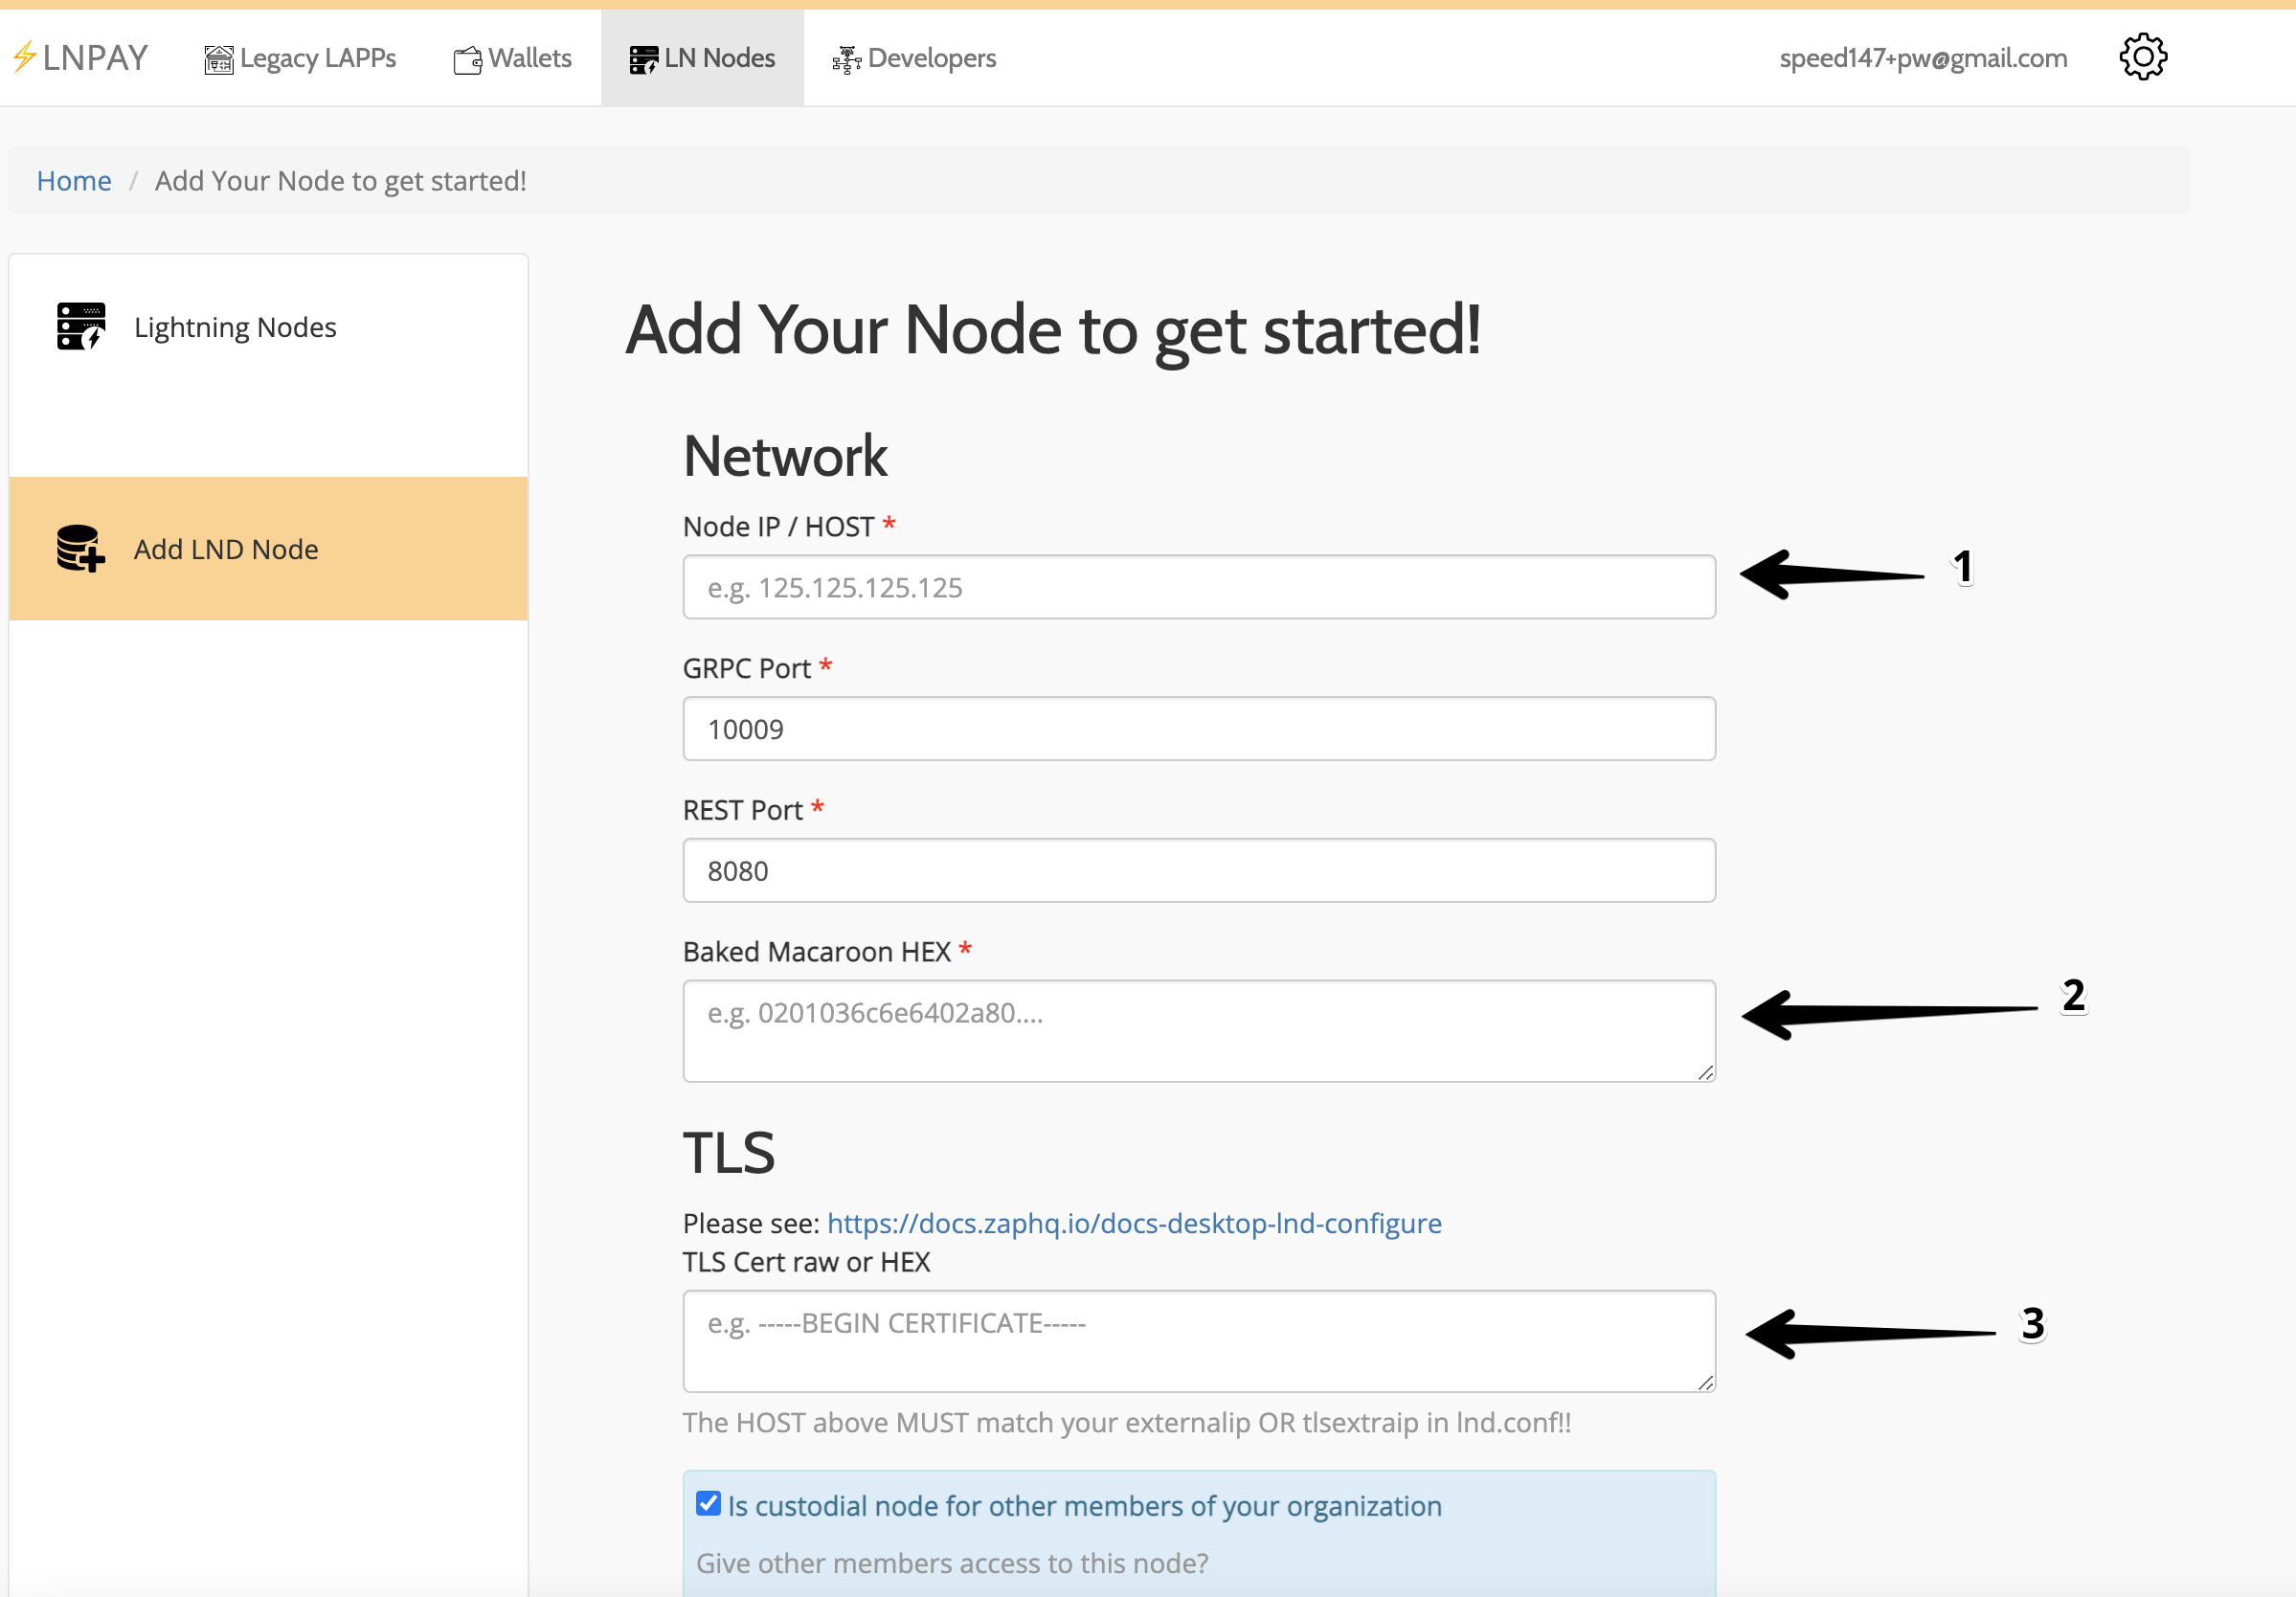 ⚡LNPAY Legacy LAPPs Wallets LN Nodes Developers speed147+pw@gmail.com
Home / Add Your Node to get started!
Lightning Nodes
Add LND Node
Add Your Node to get started!
Network
Node IP / HOST *
e.g. 125.125.125.125
1
GRPC Port *
10009
REST Port *
8080
Baked Macaroon HEX *
e.g. 0201036c6e6402a80....
2
TLS
Please see: https://docs.zaphq.io/docs-desktop-lnd-configure
TLS Cert raw or HEX
e.g. -----BEGIN CERTIFICATE-----
3
The HOST above MUST match your externalip OR tlsextraip in lnd.conf!!
Is custodial node for other members of your organization
Give other members access to this node?